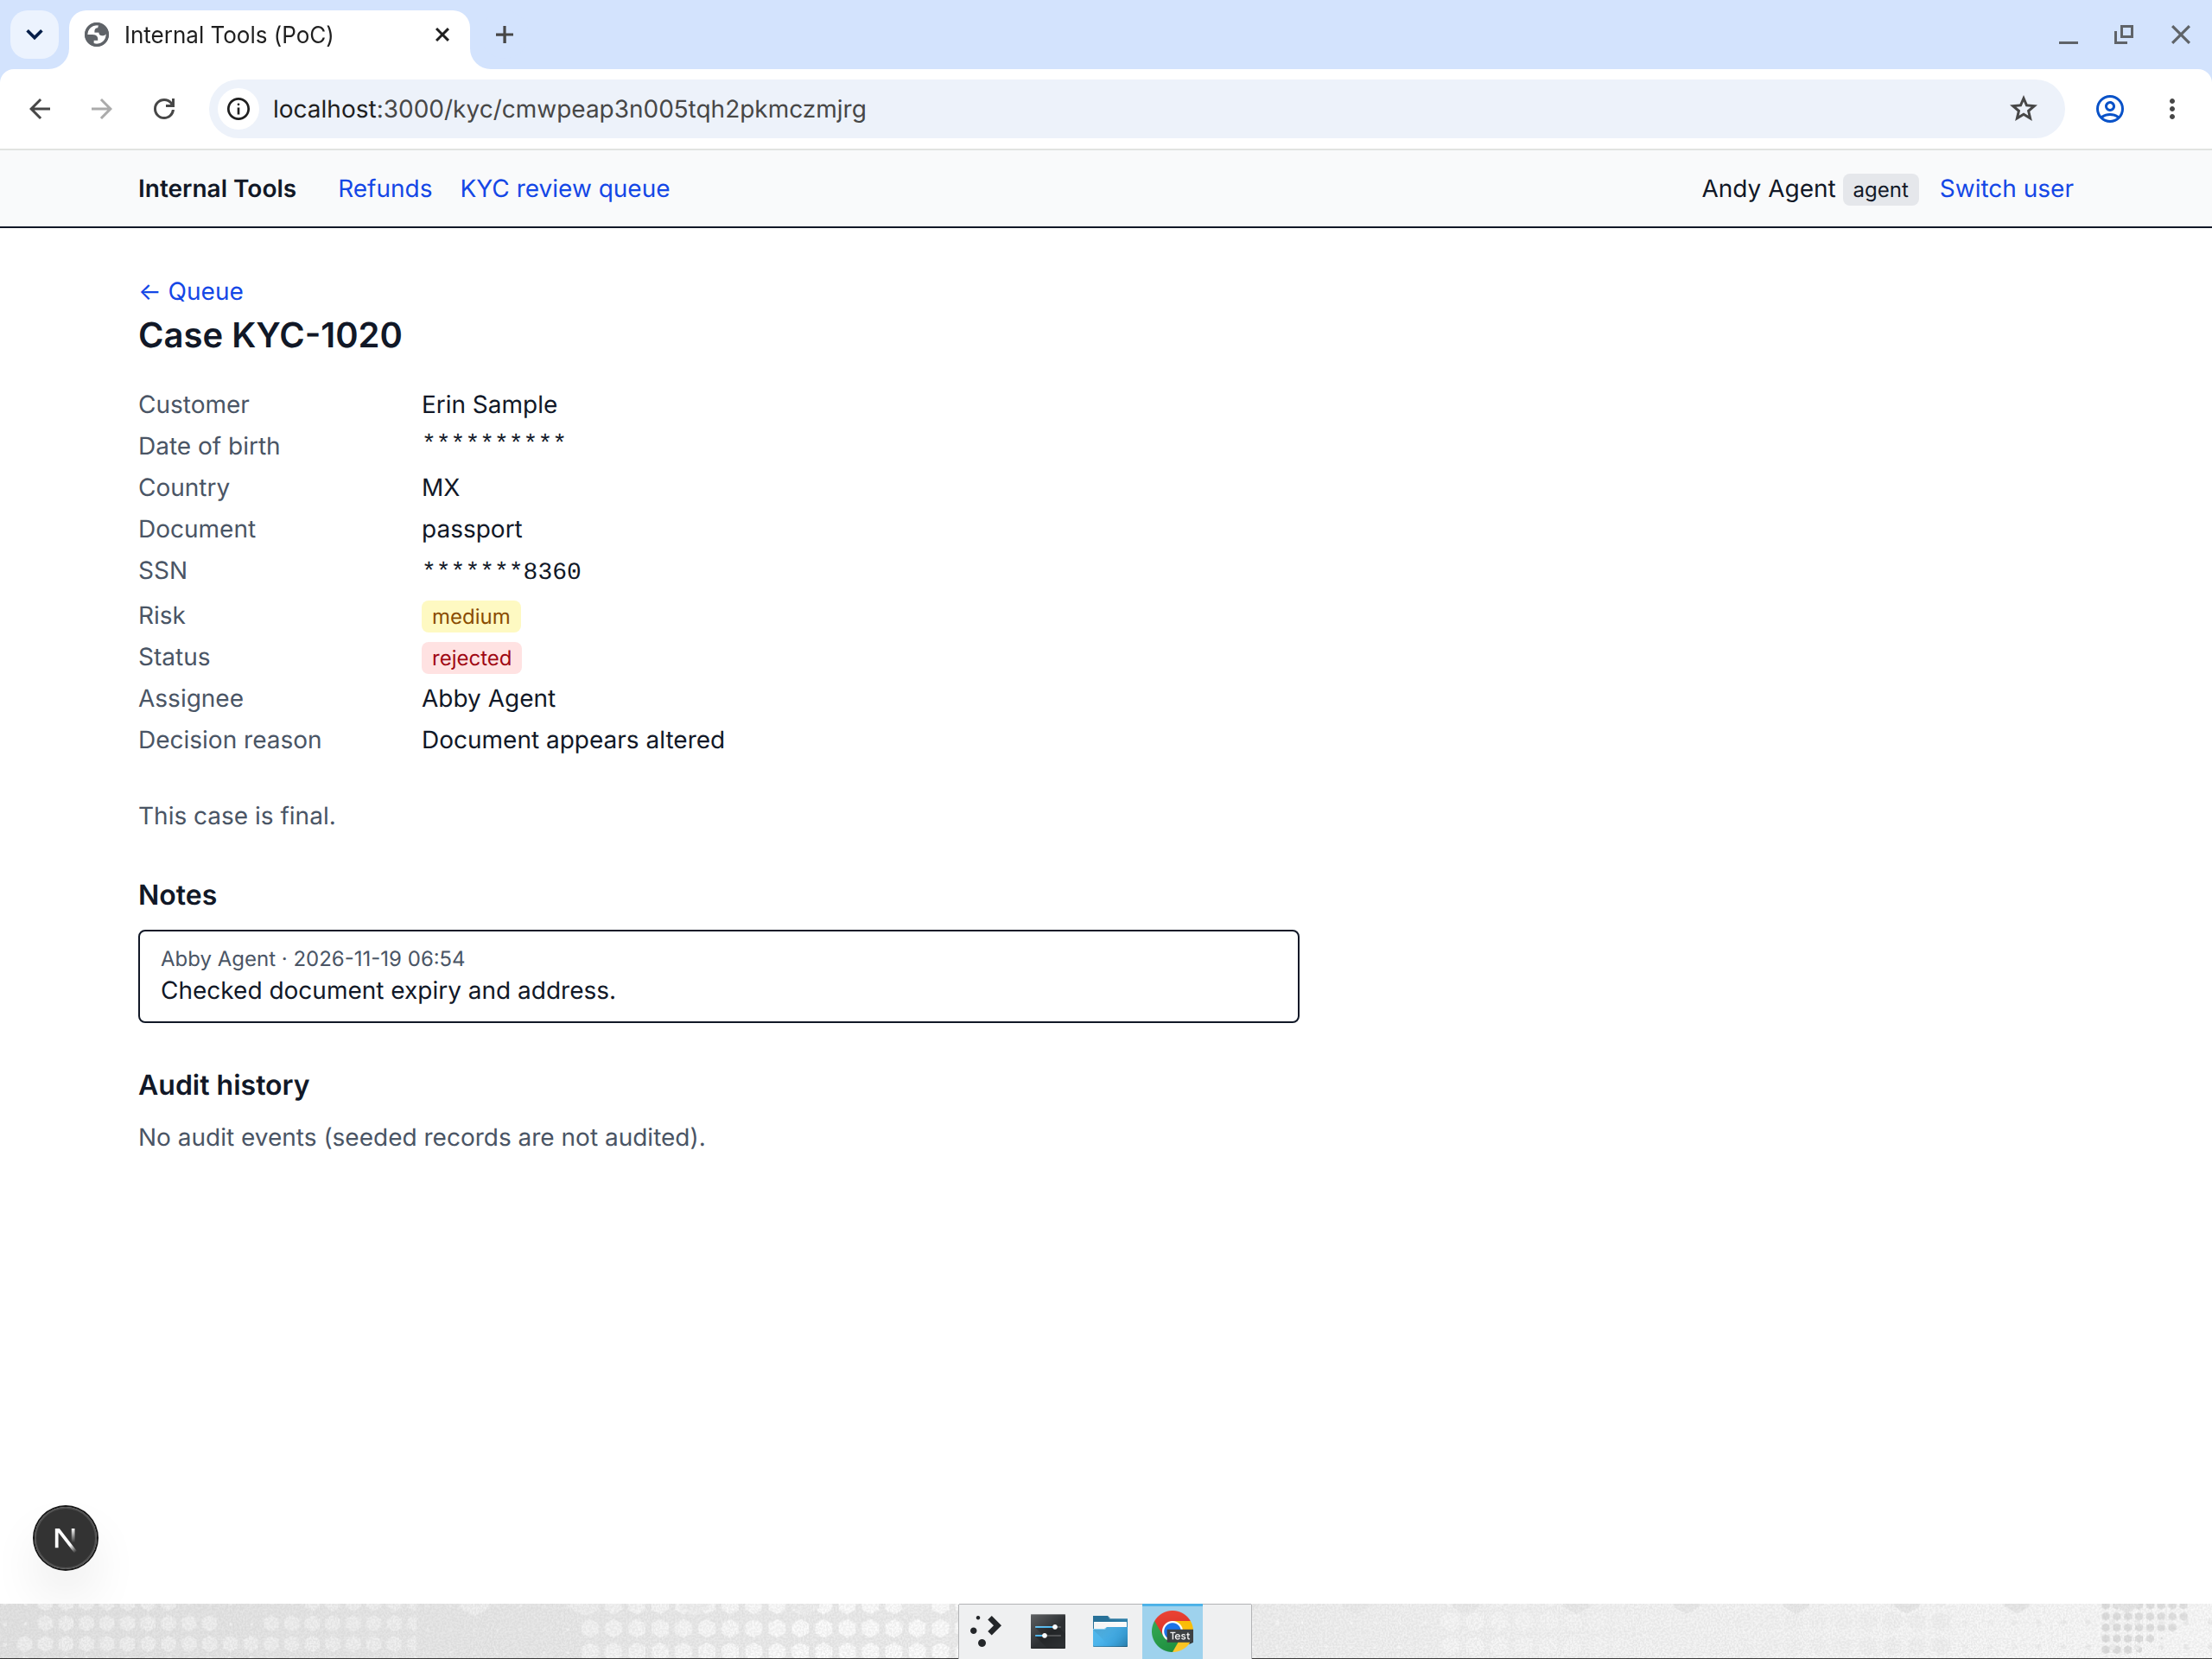 Internal Tools (PoC)
localhost:3000/kyc/cmwpeap3n005tqh2pkmczmjrg
Internal Tools Refunds KYC review queue Andy Agent agent Switch user
← Queue
Case KYC-1020
Customer Erin Sample
Date of birth **********
Country MX
Document passport
SSN *******8360
Risk medium
Status rejected
Assignee Abby Agent
Decision reason Document appears altered
This case is final.
Notes
Abby Agent · 2026-11-19 06:54
Checked document expiry and address.
Audit history
No audit events (seeded records are not audited).
N
Test